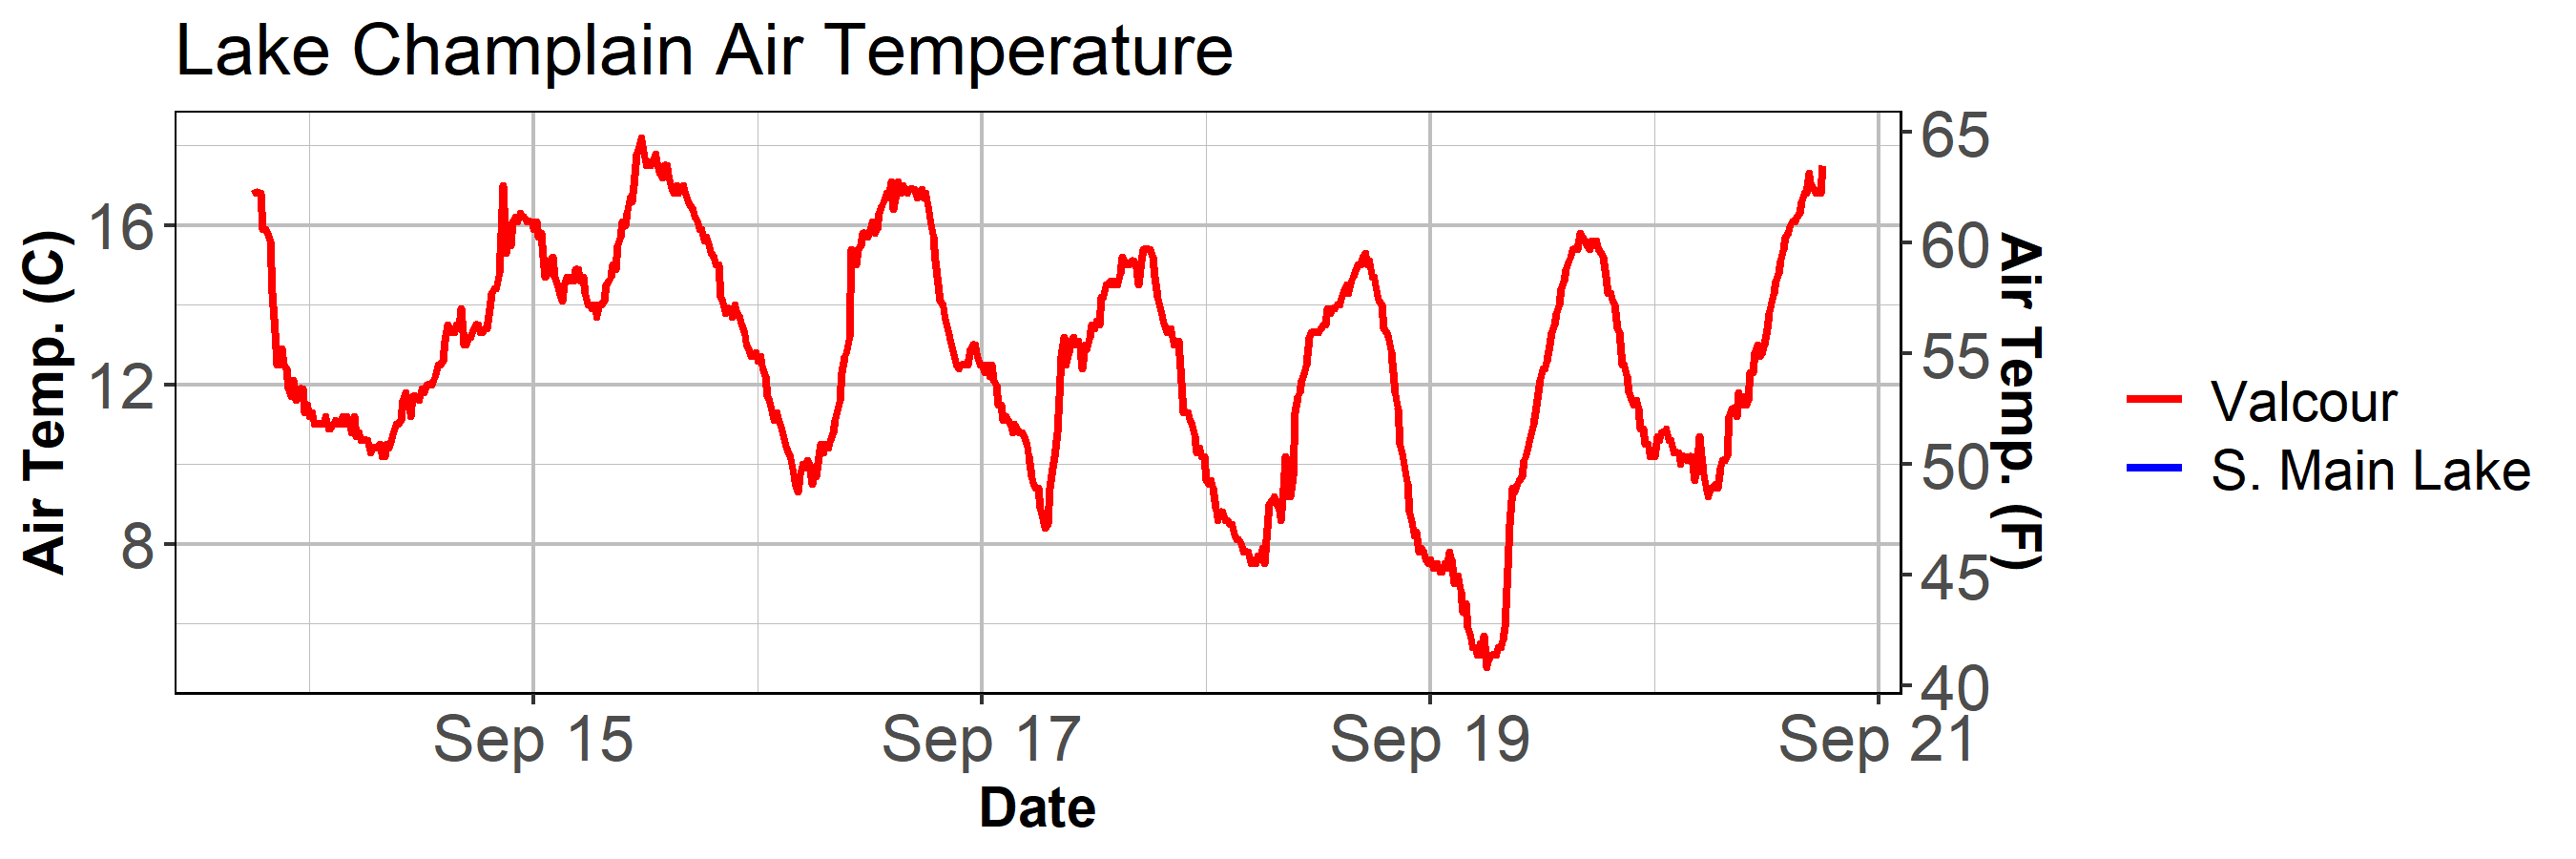 Lake Champlain Air Temperature
Air Temp. (C)
16
12
8
65
60
55
50
45
40
Air Temp. (F)
Sep 15
Sep 17
Sep 19
Sep 21
Date
Valcour
S. Main Lake